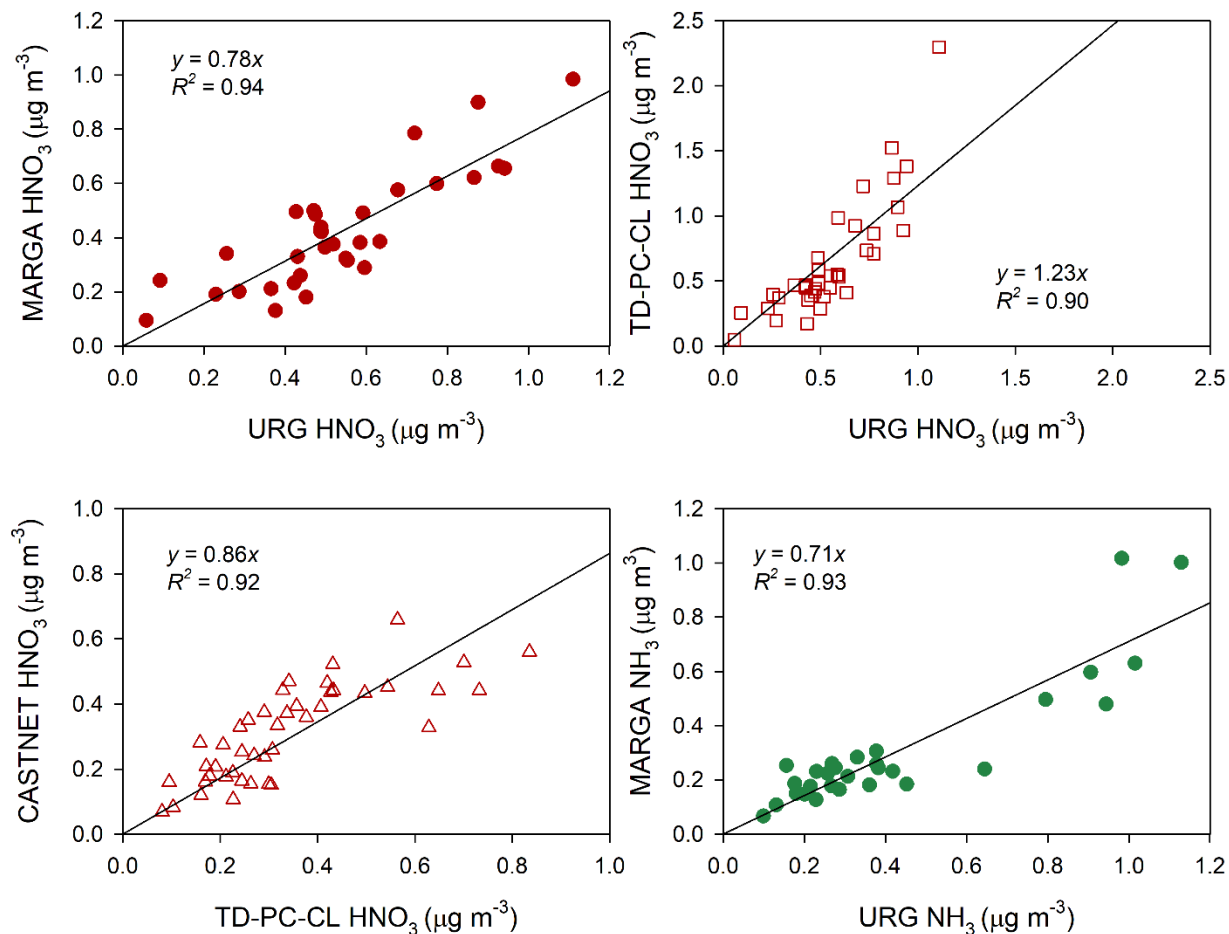 y = 0.78x
R² = 0.94
1.2
1.0
0.8
0.6
0.4
0.2
0.0
MARGA HNO₃ (μg m⁻³)
0.0 0.2 0.4 0.6 0.8 1.0 1.2
URG HNO₃ (μg m⁻³)
2.5
2.0
1.5
1.0
0.5
0.0
TD-PC-CL HNO₃ (μg m⁻³)
y = 1.23x
R² = 0.90
0.0 0.5 1.0 1.5 2.0 2.5
URG HNO₃ (μg m⁻³)
y = 0.86x
R² = 0.92
1.0
0.8
0.6
0.4
0.2
0.0
CASTNET HNO₃ (μg m⁻³)
0.0 0.2 0.4 0.6 0.8 1.0
TD-PC-CL HNO₃ (μg m⁻³)
y = 0.71x
R² = 0.93
1.2
1.0
0.8
0.6
0.4
0.2
0.0
MARGA NH₃ (μg m³)
0.0 0.2 0.4 0.6 0.8 1.0 1.2
URG NH₃ (μg m⁻³)